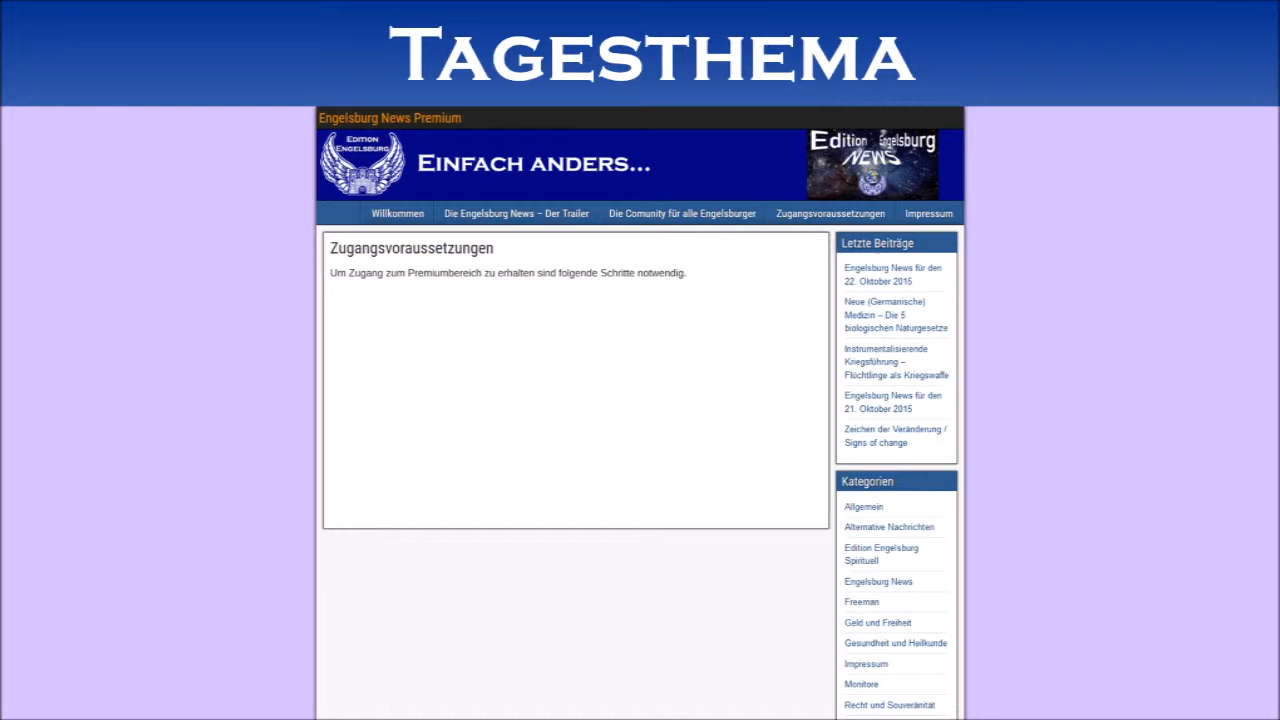 TAGESTHEMA
Engelsburg News Premium
EDITION
ENGELSBURG
EINFACH ANDERS...
Edition Engelsburg
NEWS
Willkommen
Die Engelsburg News – Der Trailer
Die Comunity für alle Engelsburger
Zugangsvoraussetzungen
Impressum
Zugangsvoraussetzungen
Um Zugang zum Premiumbereich zu erhalten sind folgende Schritte notwendig.
Letzte Beiträge
Engelsburg News für den
22. Oktober 2015
Neue (Germanische)
Medizin – Die 5
biologischen Naturgesetze
Instrumentalisierende
Kriegsführung –
Flüchtlinge als Kriegswaffe
Engelsburg News für den
21. Oktober 2015
Zeichen der Veränderung /
Signs of change
Kategorien
Allgemein
Alternative Nachrichten
Edition Engelsburg
Spirituell
Engelsburg News
Freeman
Geld und Freiheit
Gesundheit und Heilkunde
Impressum
Monitore
Recht und Souveränität